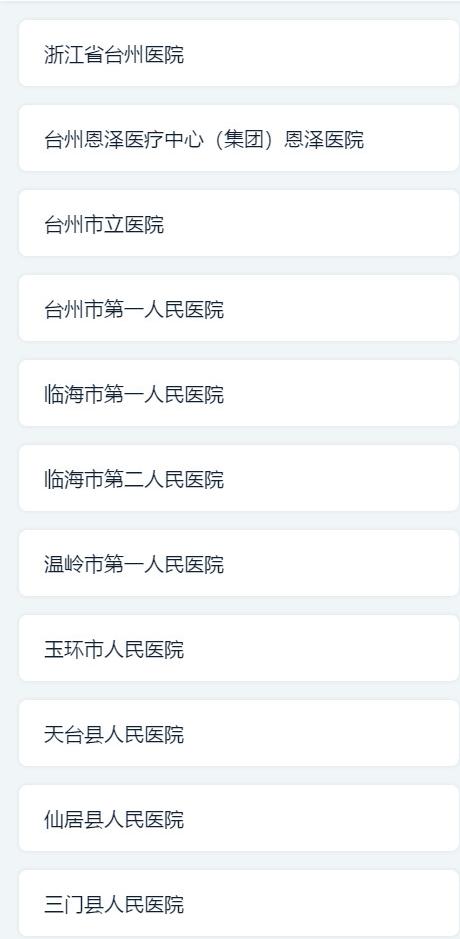 浙江省台州医院
台州恩泽医疗中心（集团）恩泽医院
台州市立医院
台州市第一人民医院
临海市第一人民医院
临海市第二人民医院
温岭市第一人民医院
玉环市人民医院
天台县人民医院
仙居县人民医院
三门县人民医院